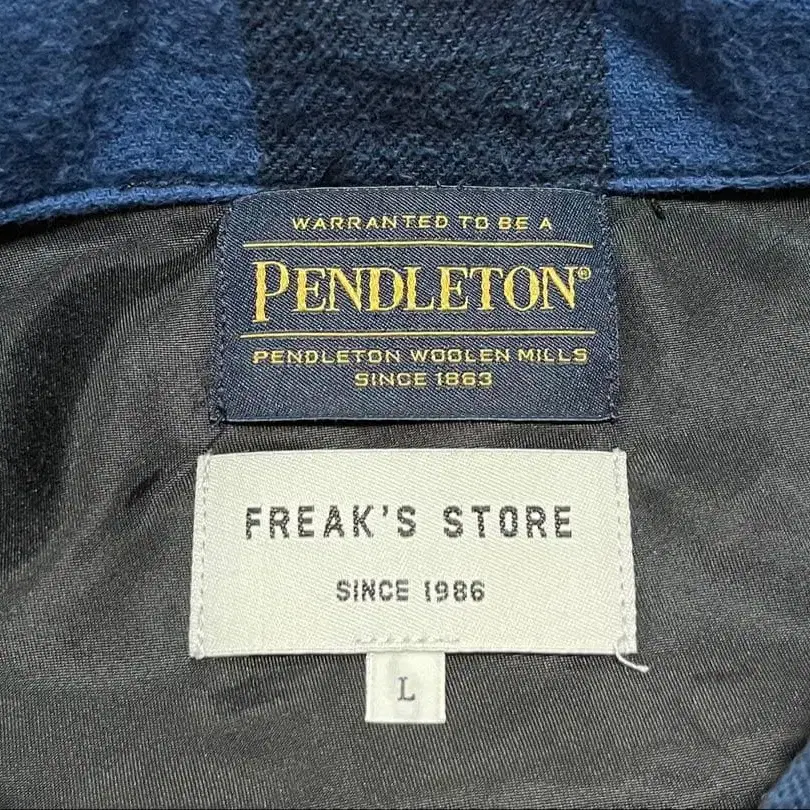 WARRANTED TO BE A
PENDLETON®
PENDLETON WOOLEN MILLS
SINCE 1863
FREAK'S STORE
SINCE 1986
L